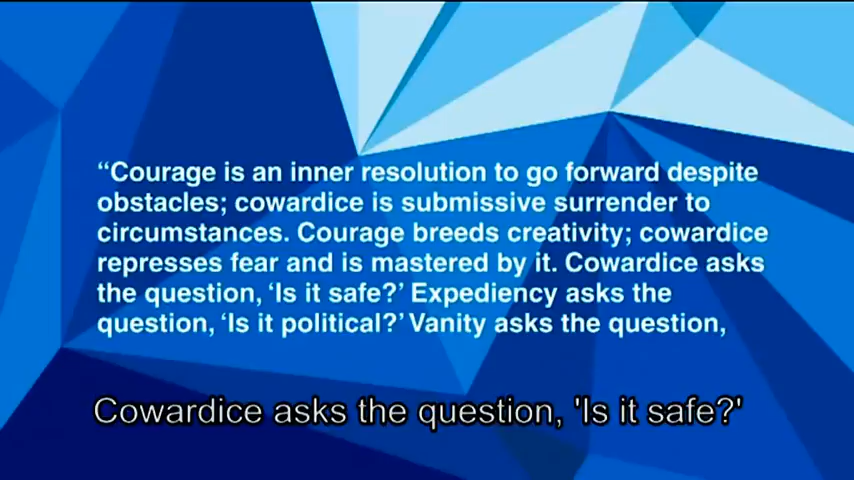 “Courage is an inner resolution to go forward despite
obstacles; cowardice is submissive surrender to
circumstances. Courage breeds creativity; cowardice
represses fear and is mastered by it. Cowardice asks
the question, ‘Is it safe?’ Expediency asks the
question, ‘Is it political?’ Vanity asks the question,
Cowardice asks the question, 'Is it safe?'